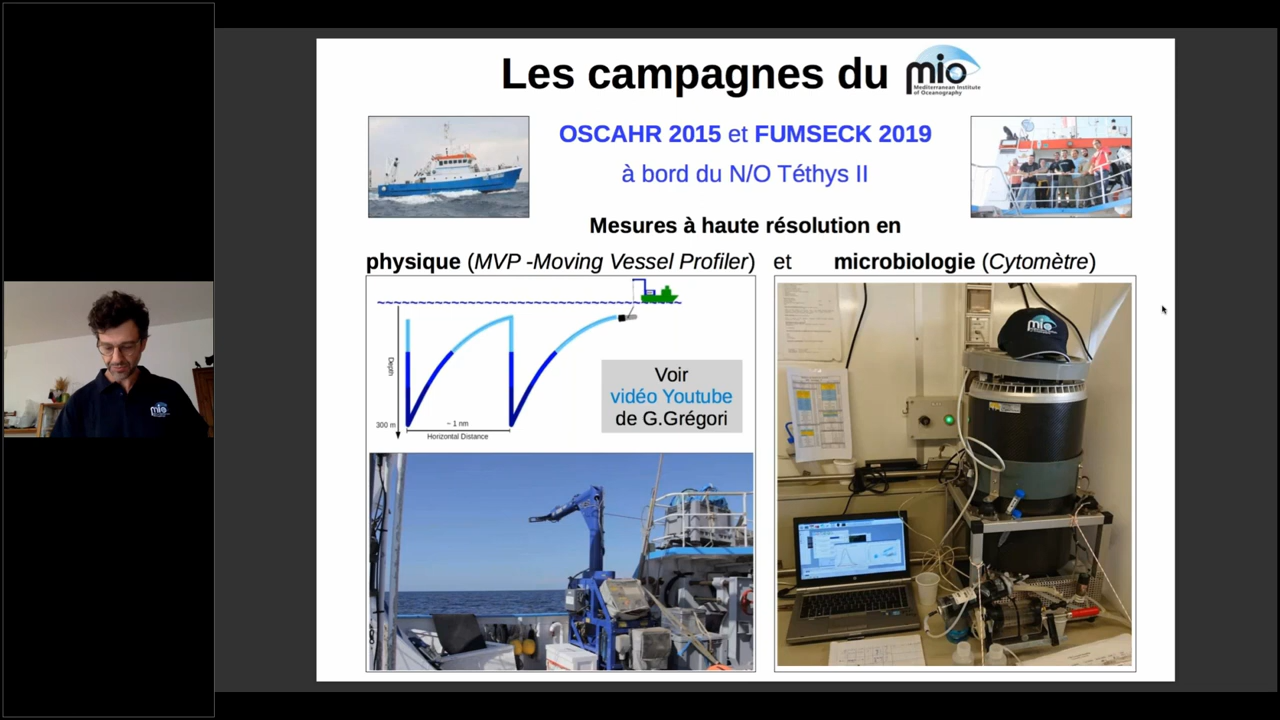 Les campagnes du mio
Mediterranean Institute
of Oceanography
OSCAHR 2015 et FUMSECK 2019
à bord du N/O Téthys II
Mesures à haute résolution en
physique (MVP -Moving Vessel Profiler) et microbiologie (Cytomètre)
Depth
300 m
~ 1 nm
Horizontal Distance
Voir
vidéo Youtube
de G.Grégori
mio
mio